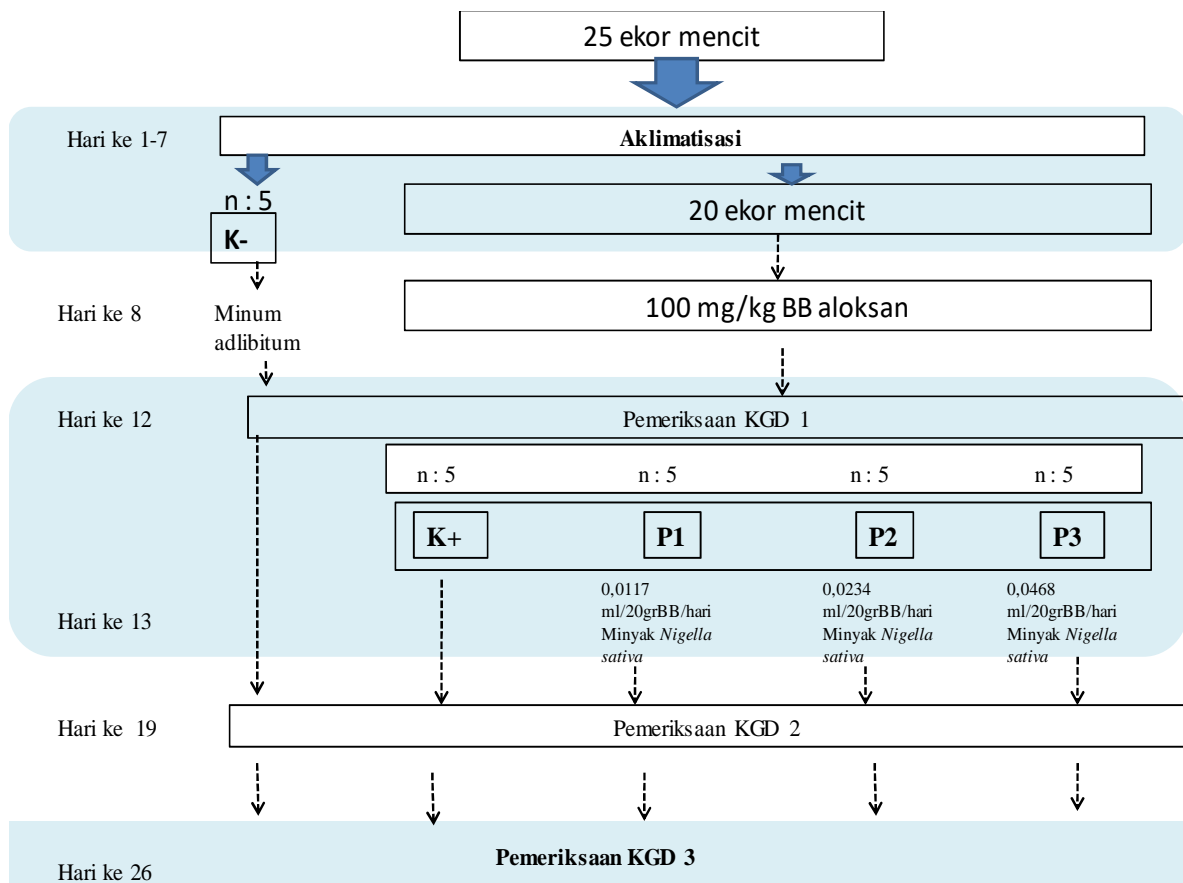 25 ekor mencit
Hari ke 1-7
Aklimatisasi
n : 5
K-
20 ekor mencit
Hari ke 8
Minum
adlibitum
100 mg/kg BB aloksan
Hari ke 12
Pemeriksaan KGD 1
n : 5 n : 5 n : 5 n : 5
K+ P1 P2 P3
Hari ke 13
0,0117
ml/20grBB/hari
Minyak Nigella
sativa
0,0234
ml/20grBB/hari
Minyak Nigella
sativa
0,0468
ml/20grBB/hari
Minyak Nigella
sativa
Hari ke 19
Pemeriksaan KGD 2
Pemeriksaan KGD 3
Hari ke 26